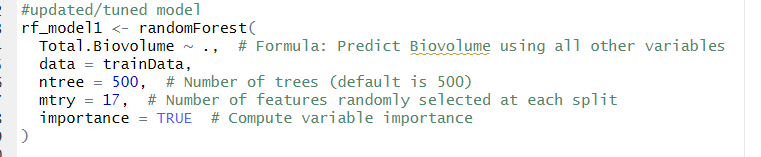 #updated/tuned model
rf_model1 <- randomForest(
  Total.Biovolume ~ .,  # Formula: Predict Biovolume using all other variables
  data = trainData,
  ntree = 500,  # Number of trees (default is 500)
  mtry = 17,  # Number of features randomly selected at each split
  importance = TRUE  # Compute variable importance
)